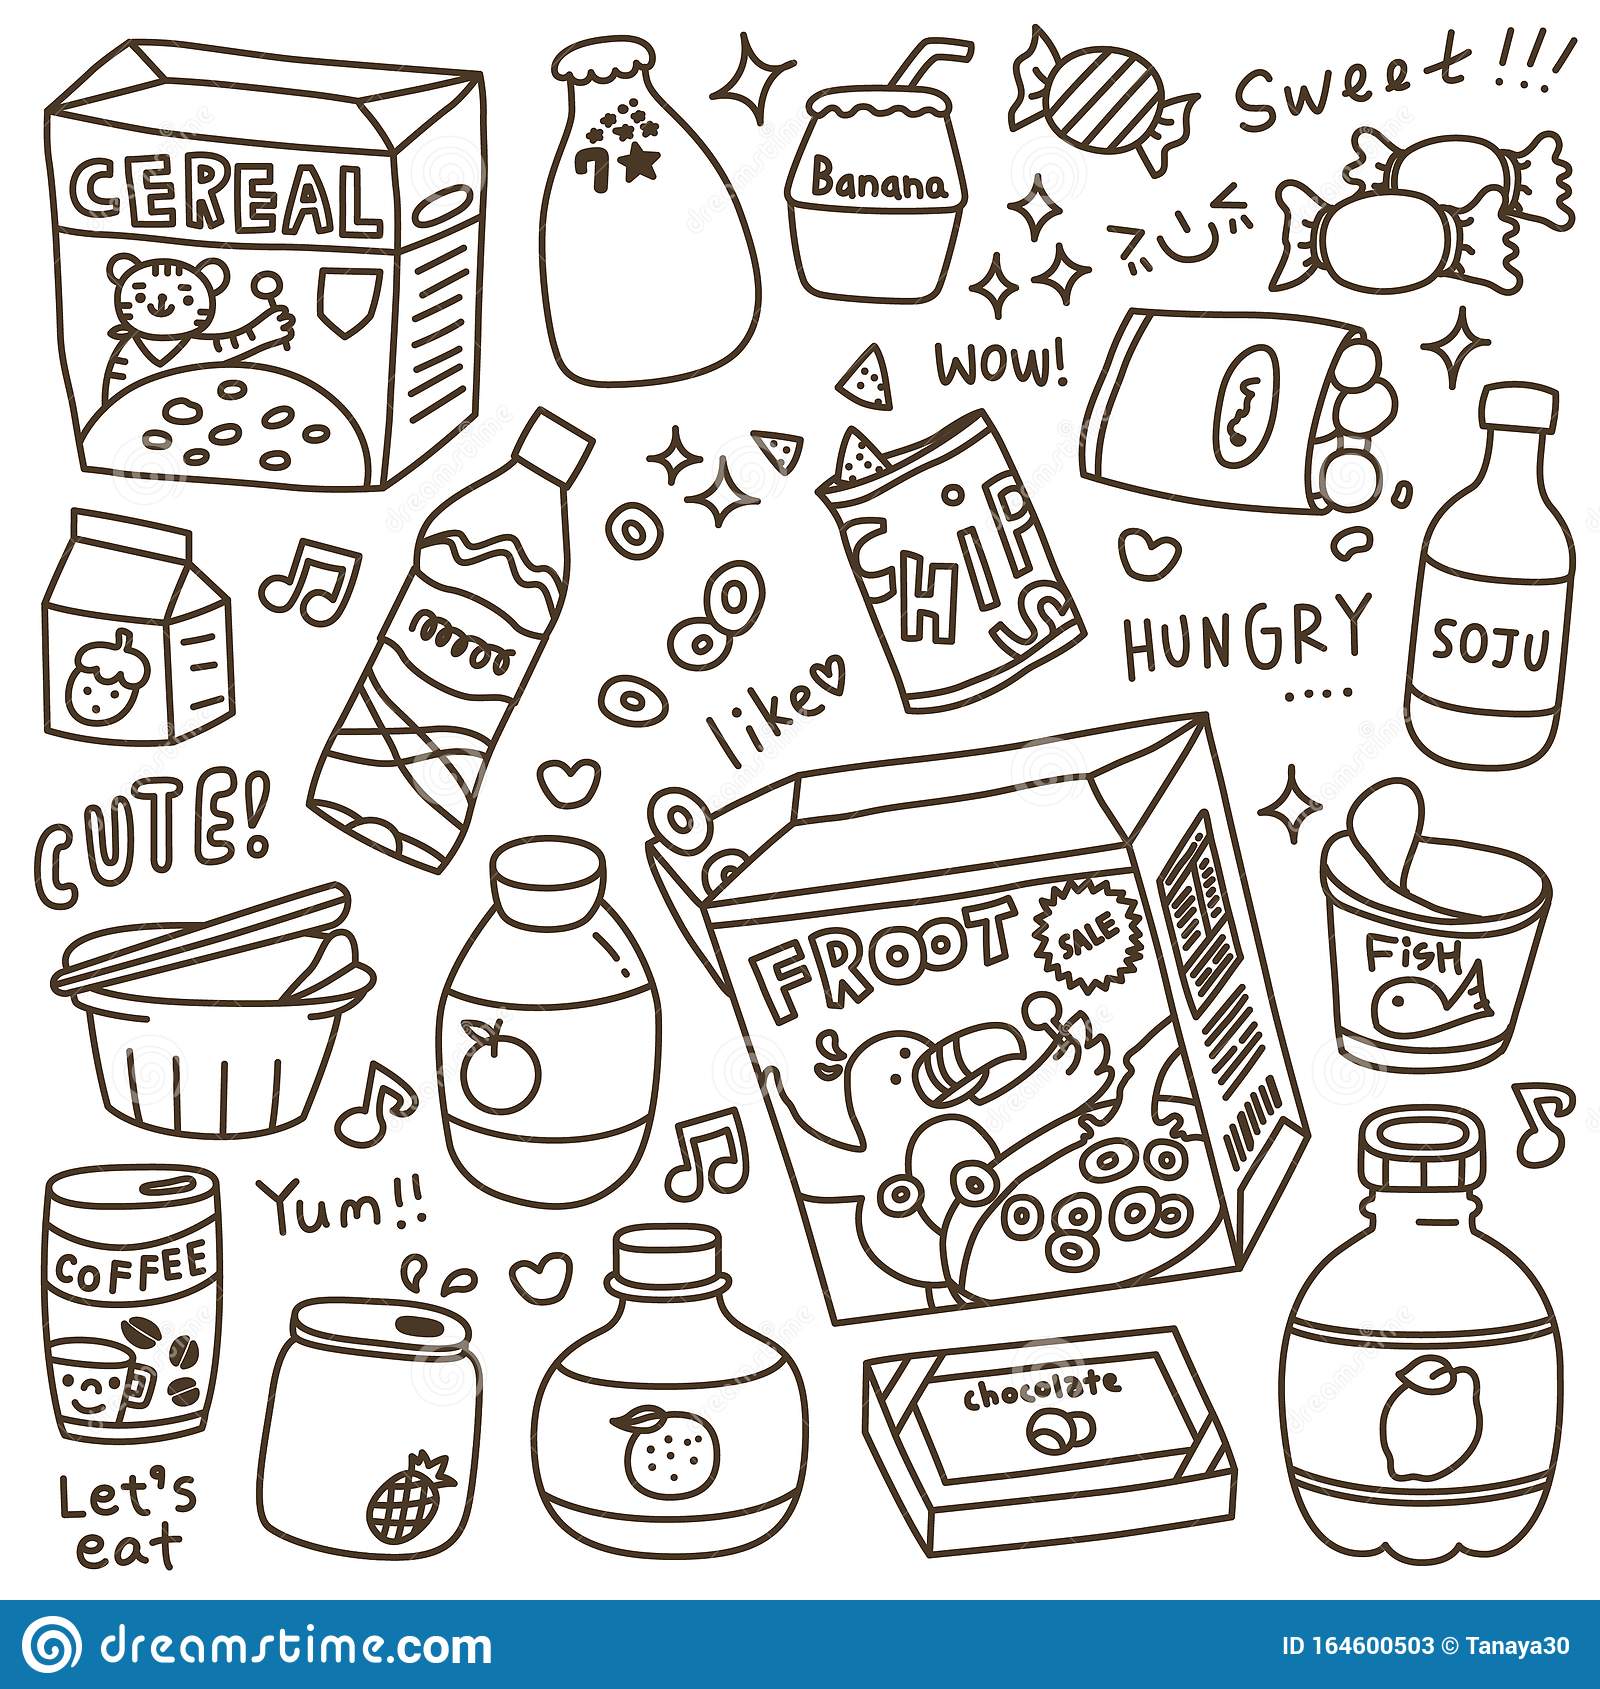 Sweet!!!
CEREAL
7
Banana
WOW!
CHiPS
HUNGRY
.....
SOJU
like
CUTE!
FROOT
SALE
FiSH
Yum!!
COFFEE
chocolate
Let's
eat
dreamstime.com
ID 164600503 © Tanaya30